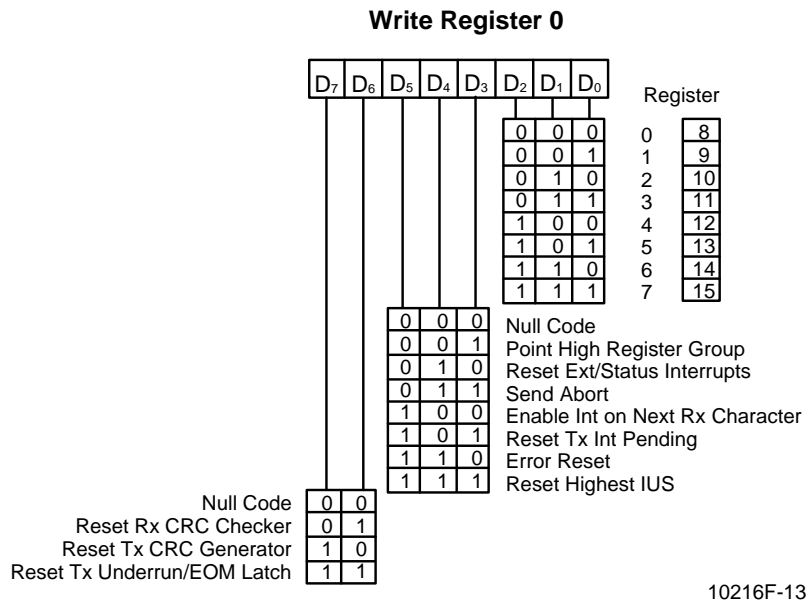 Write Register 0
D₇ D₆ D₅ D₄ D₃ D₂ D₁ D₀
Register
0 0 0 0 8
0 0 1 1 9
0 1 0 2 10
0 1 1 3 11
1 0 0 4 12
1 0 1 5 13
1 1 0 6 14
1 1 1 7 15
0 0 0 Null Code
0 0 1 Point High Register Group
0 1 0 Reset Ext/Status Interrupts
0 1 1 Send Abort
1 0 0 Enable Int on Next Rx Character
1 0 1 Reset Tx Int Pending
1 1 0 Error Reset
1 1 1 Reset Highest IUS
Null Code 0 0
Reset Rx CRC Checker 0 1
Reset Tx CRC Generator 1 0
Reset Tx Underrun/EOM Latch 1 1
10216F-13